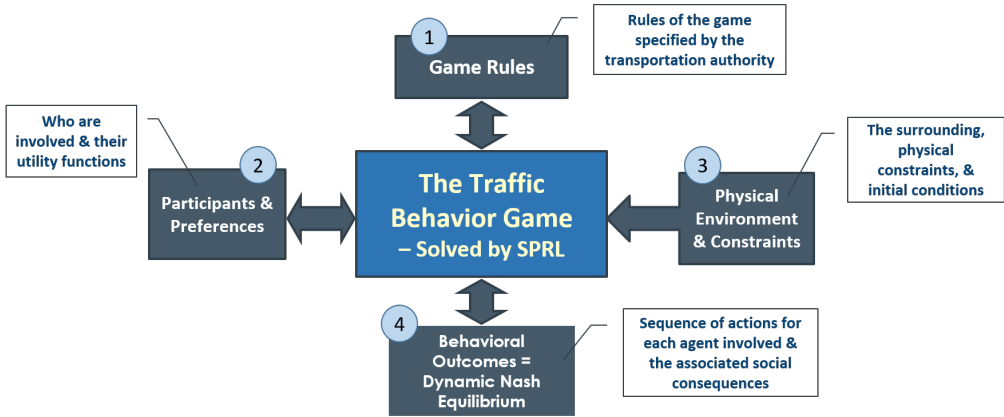 1
Game Rules
Rules of the game
specified by the
transportation authority
Who are
involved & their
utility functions
2
Participants &
Preferences
The Traffic
Behavior Game
– Solved by SPRL
3
Physical
Environment
& Constraints
The surrounding,
physical
constraints, &
initial conditions
4
Behavioral
Outcomes =
Dynamic Nash
Equilibrium
Sequence of actions for
each agent involved &
the associated social
consequences